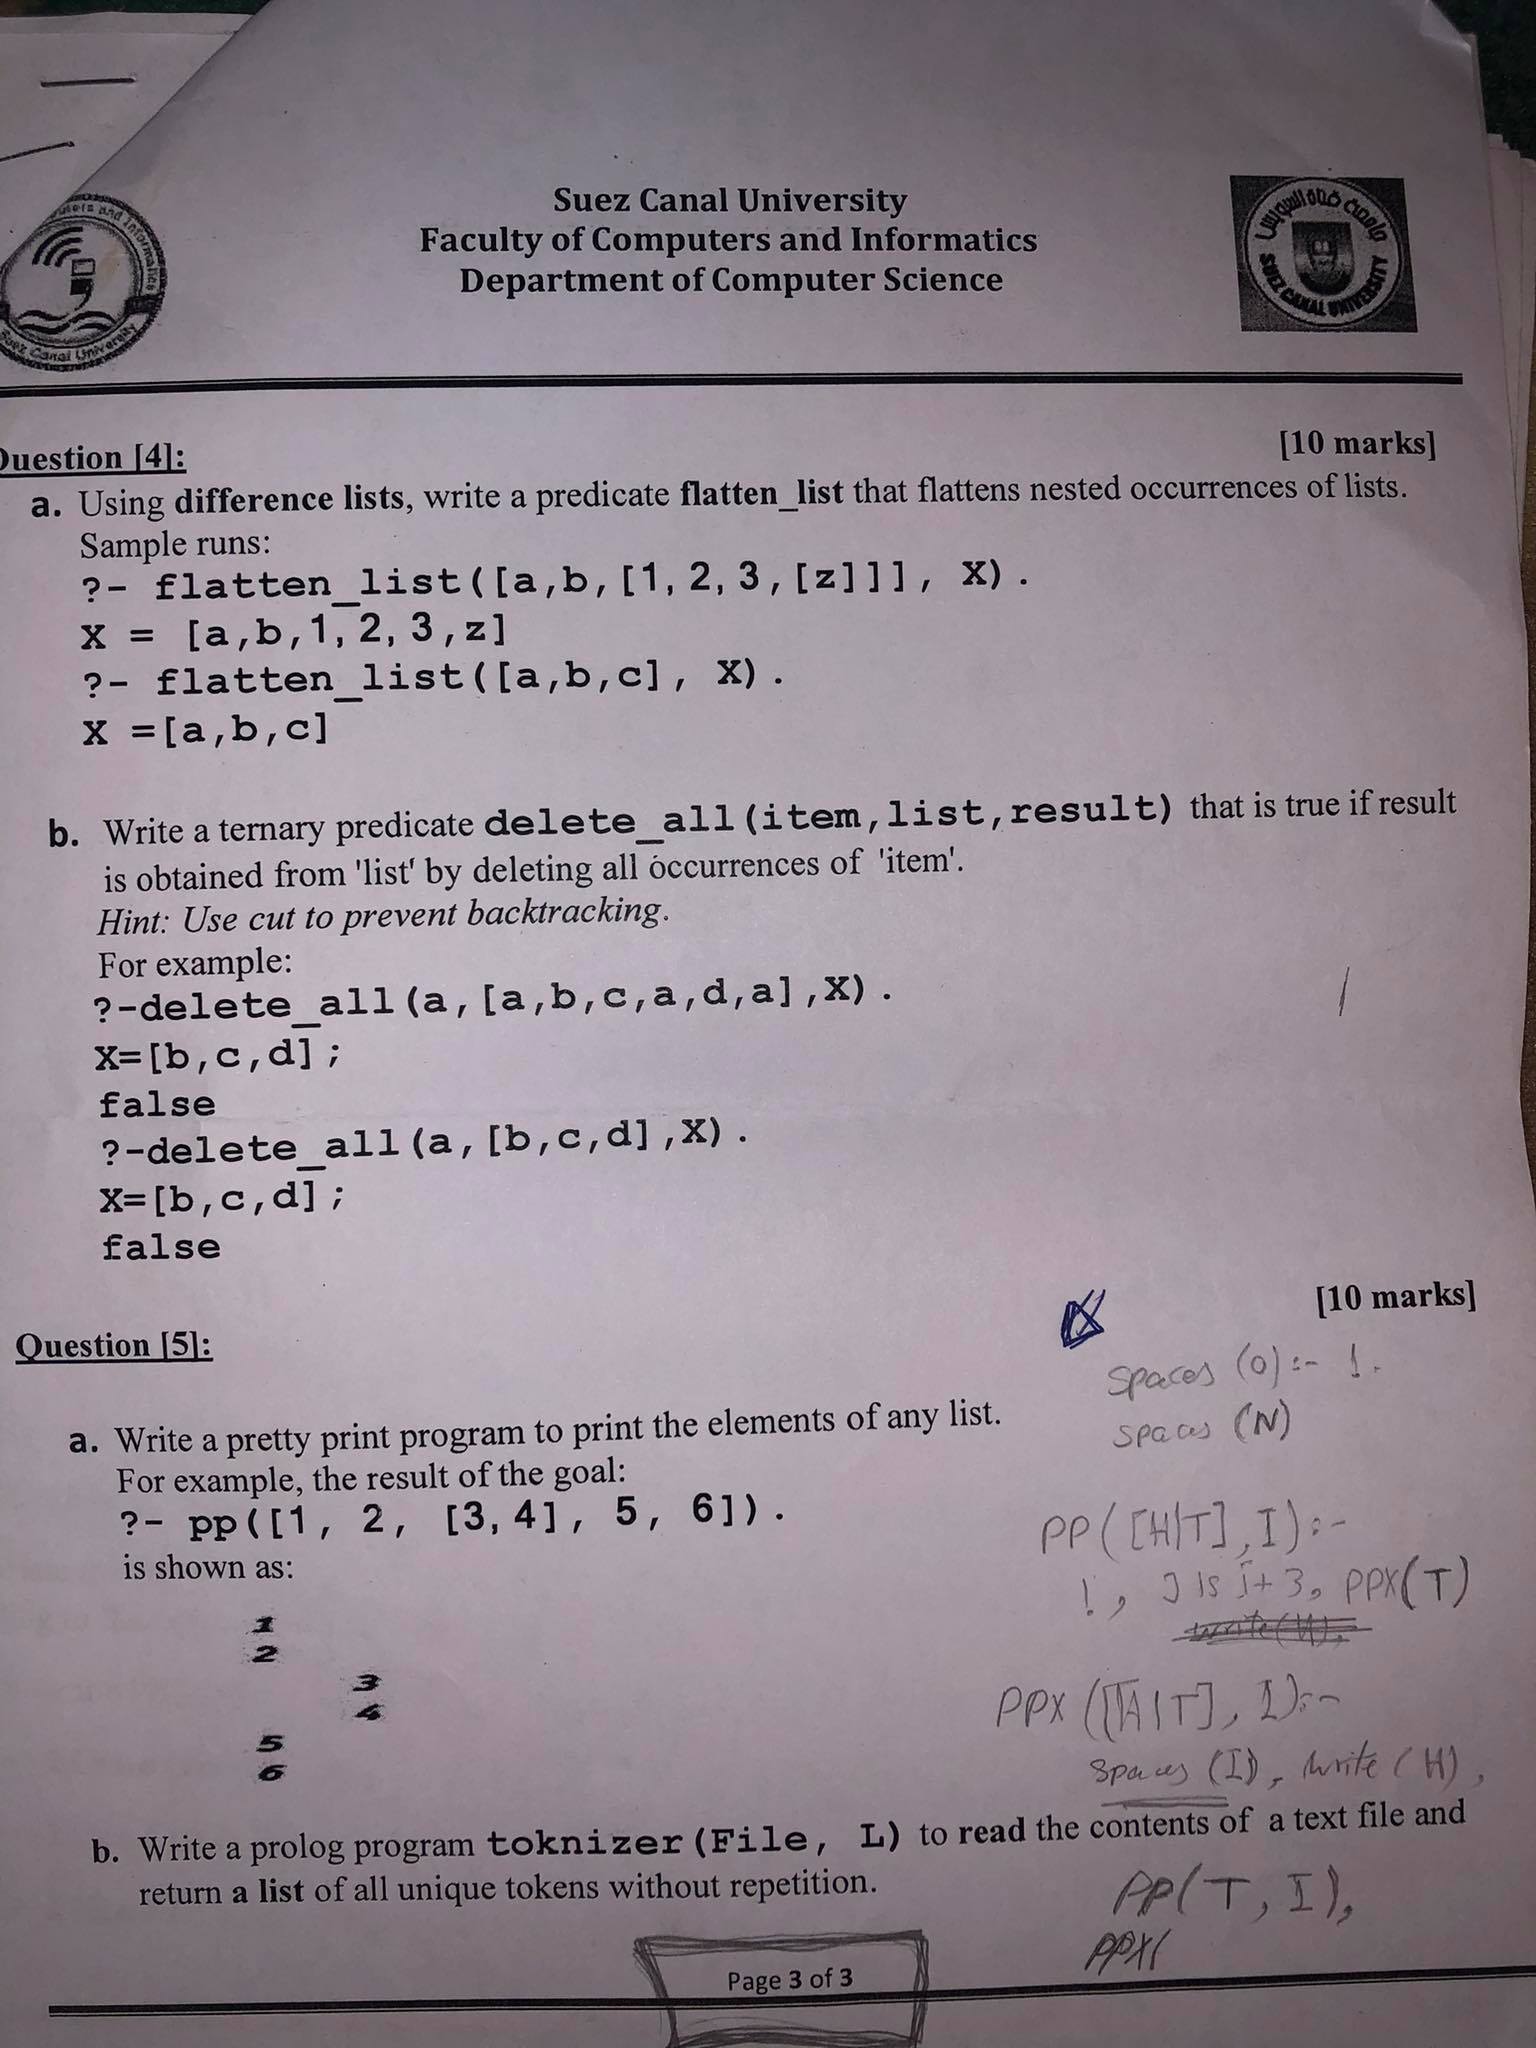 Suez Canal University
Faculty of Computers and Informatics
Department of Computer Science
Suez Canal University
جامعة قناة السويس
SUEZ CANAL UNIVERSITY
Question [4]:
[10 marks]
a. Using difference lists, write a predicate flatten_list that flattens nested occurrences of lists.
Sample runs:
?- flatten_list([a,b,[1,2,3,[z]]], X).
X = [a,b,1,2,3,z]
?- flatten_list([a,b,c], X).
X =[a,b,c]
b. Write a ternary predicate delete_all(item,list,result) that is true if result
is obtained from 'list' by deleting all occurrences of 'item'.
Hint: Use cut to prevent backtracking.
For example:
?-delete_all(a,[a,b,c,a,d,a],X).
X=[b,c,d];
false
?-delete_all(a,[b,c,d],X).
X=[b,c,d];
false
[10 marks]
Question [5]:
spaces (0) :- !.
spaces (N)
a. Write a pretty print program to print the elements of any list.
For example, the result of the goal:
?- pp([1, 2, [3,4], 5, 6]).
is shown as:
1
2
3
4
5
6
PP([H|T], I):-
!, J is I+3, PPX(T)
write(H),
PPX ([H|T], I):-
spaces (I), write (H),
b. Write a prolog program toknizer(File, L) to read the contents of a text file and
return a list of all unique tokens without repetition.
PP(T, I),
PPX(
Page 3 of 3